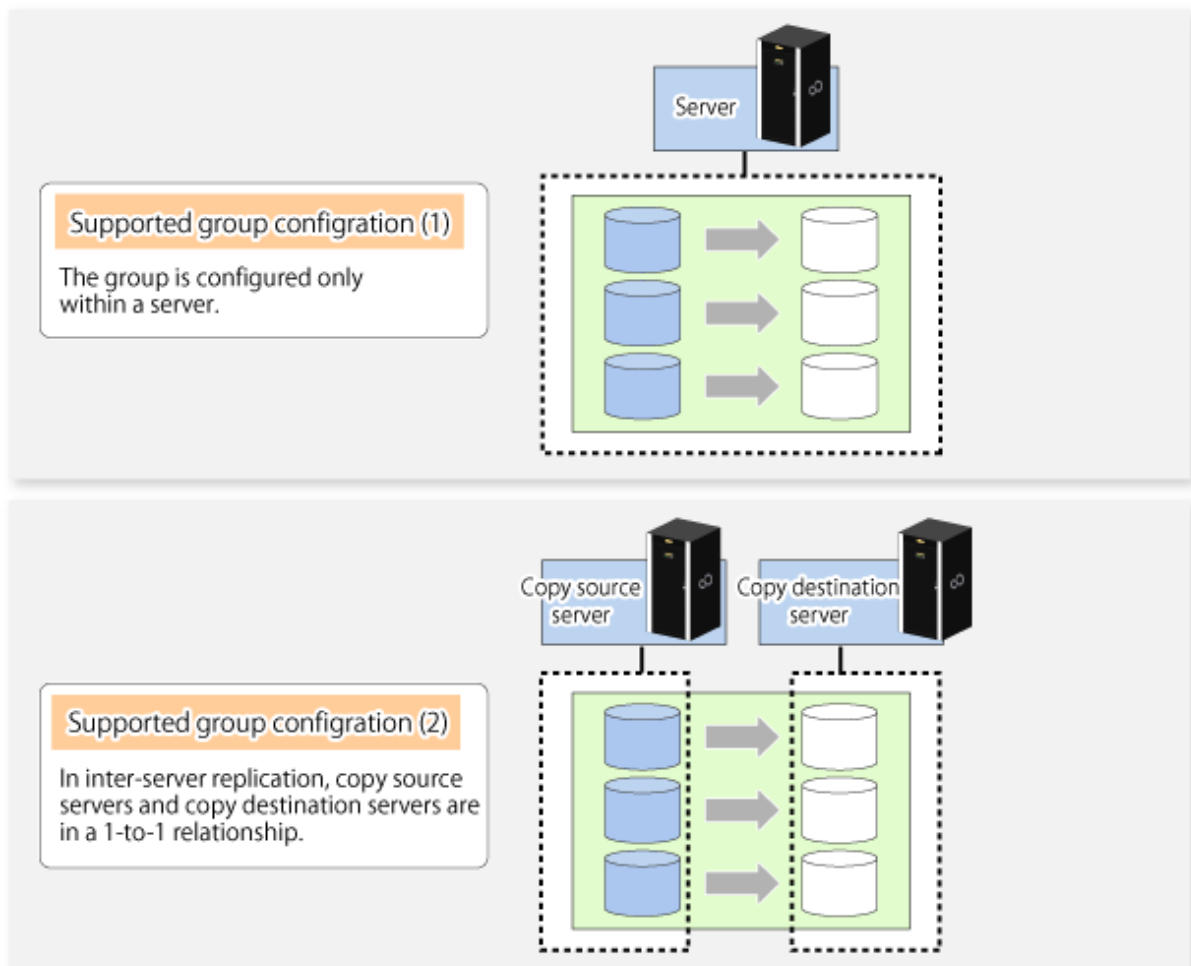 Server
Supported group configration (1)
The group is configured only
within a server.
Copy source
server
Copy destination
server
Supported group configration (2)
In inter-server replication, copy source
servers and copy destination servers are
in a 1-to-1 relationship.